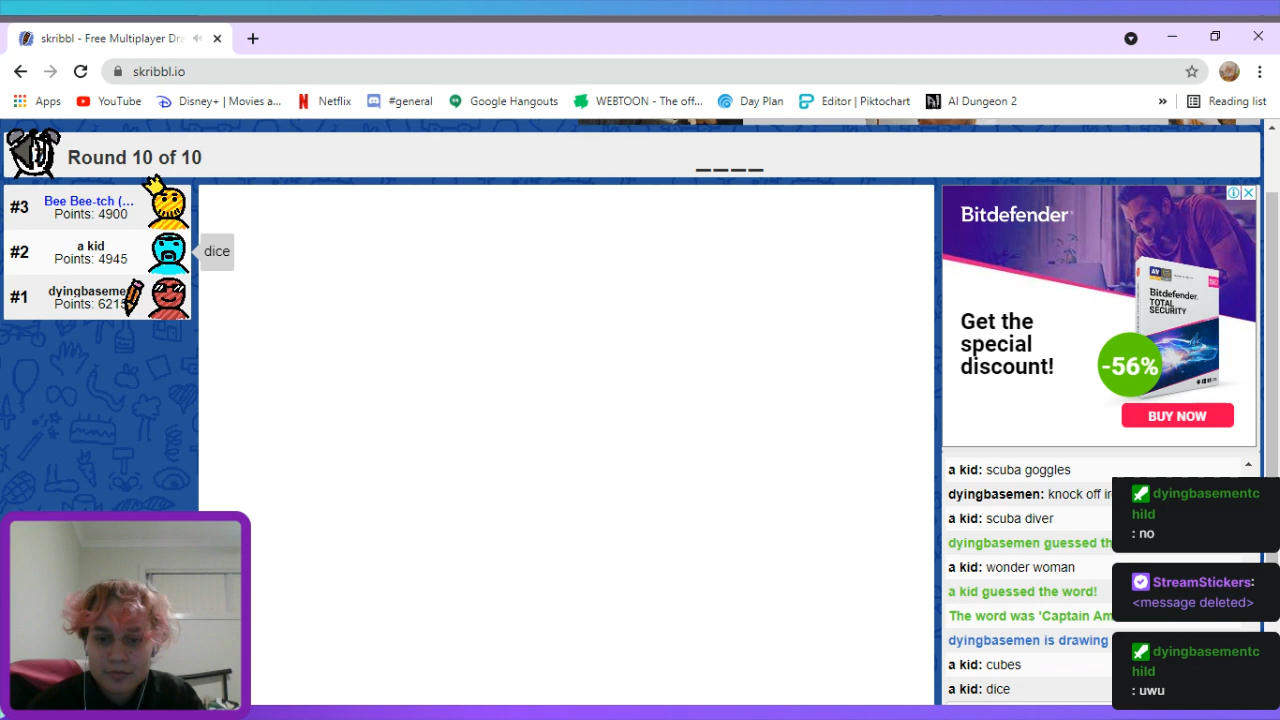 skribbl - Free Multiplayer Dra
skribbl.io
Apps
YouTube
Disney+ | Movies a...
Netflix
#general
Google Hangouts
WEBTOON - The off...
Day Plan
Editor | Piktochart
AI Dungeon 2
»
Reading list
Round 10 of 10
_ _ _ _
#3
Bee Bee-tch (...
Points: 4900
#2
a kid
Points: 4945
dice
#1
dyingbaseme
Points: 6215
Bitdefender
Get the
special
discount!
Bitdefender
TOTAL
SECURITY
-56%
BUY NOW
a kid: scuba goggles
dyingbasemen: knock off
a kid: scuba diver
dyingbasemen guessed th
a kid: wonder woman
a kid guessed the word!
The word was 'Captain Am
dyingbasemen is drawing
a kid: cubes
a kid: dice
dyingbasementc
hild
: no
StreamStickers:
<message deleted>
dyingbasementc
hild
: uwu